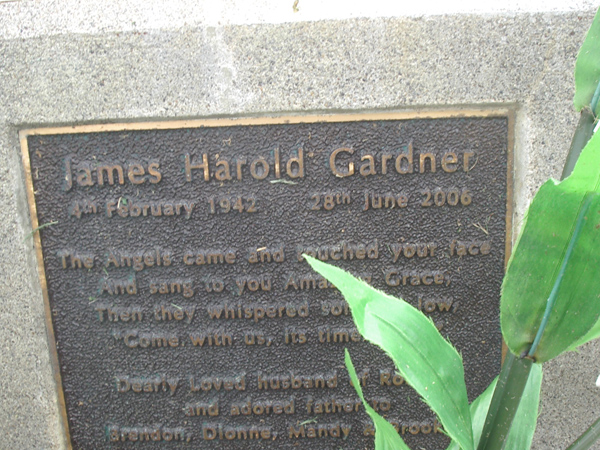 James Harold Gardner
4th February 1942 28th June 2006
The Angels came and touched your face
And sang to you Amazing Grace,
Then they whispered low,
"Come with us, its time
Dearly Loved husband of
and adored father to
Brendon, Dionne, Mandy & Brook